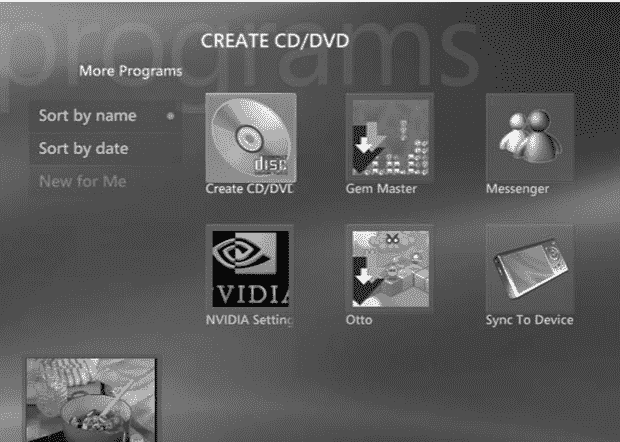 programs
CREATE CD/DVD
More Programs
Sort by name
Sort by date
New for Me
disc
Create CD/DVD
Gem Master
Messenger
NVIDIA
NVIDIA Setting
Otto
Sync To Device